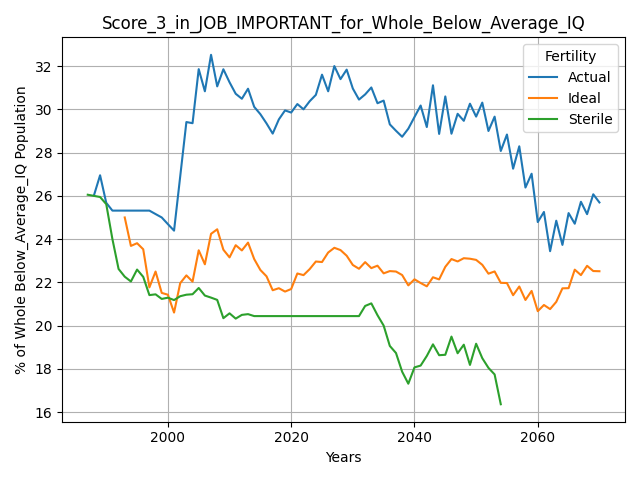 Score_3_in_JOB_IMPORTANT_for_Whole_Below_Average_IQ
Fertility
Actual
Ideal
Sterile
% of Whole Below_Average_IQ Population
32
30
28
26
24
22
20
18
16
2000
2020
2040
2060
Years